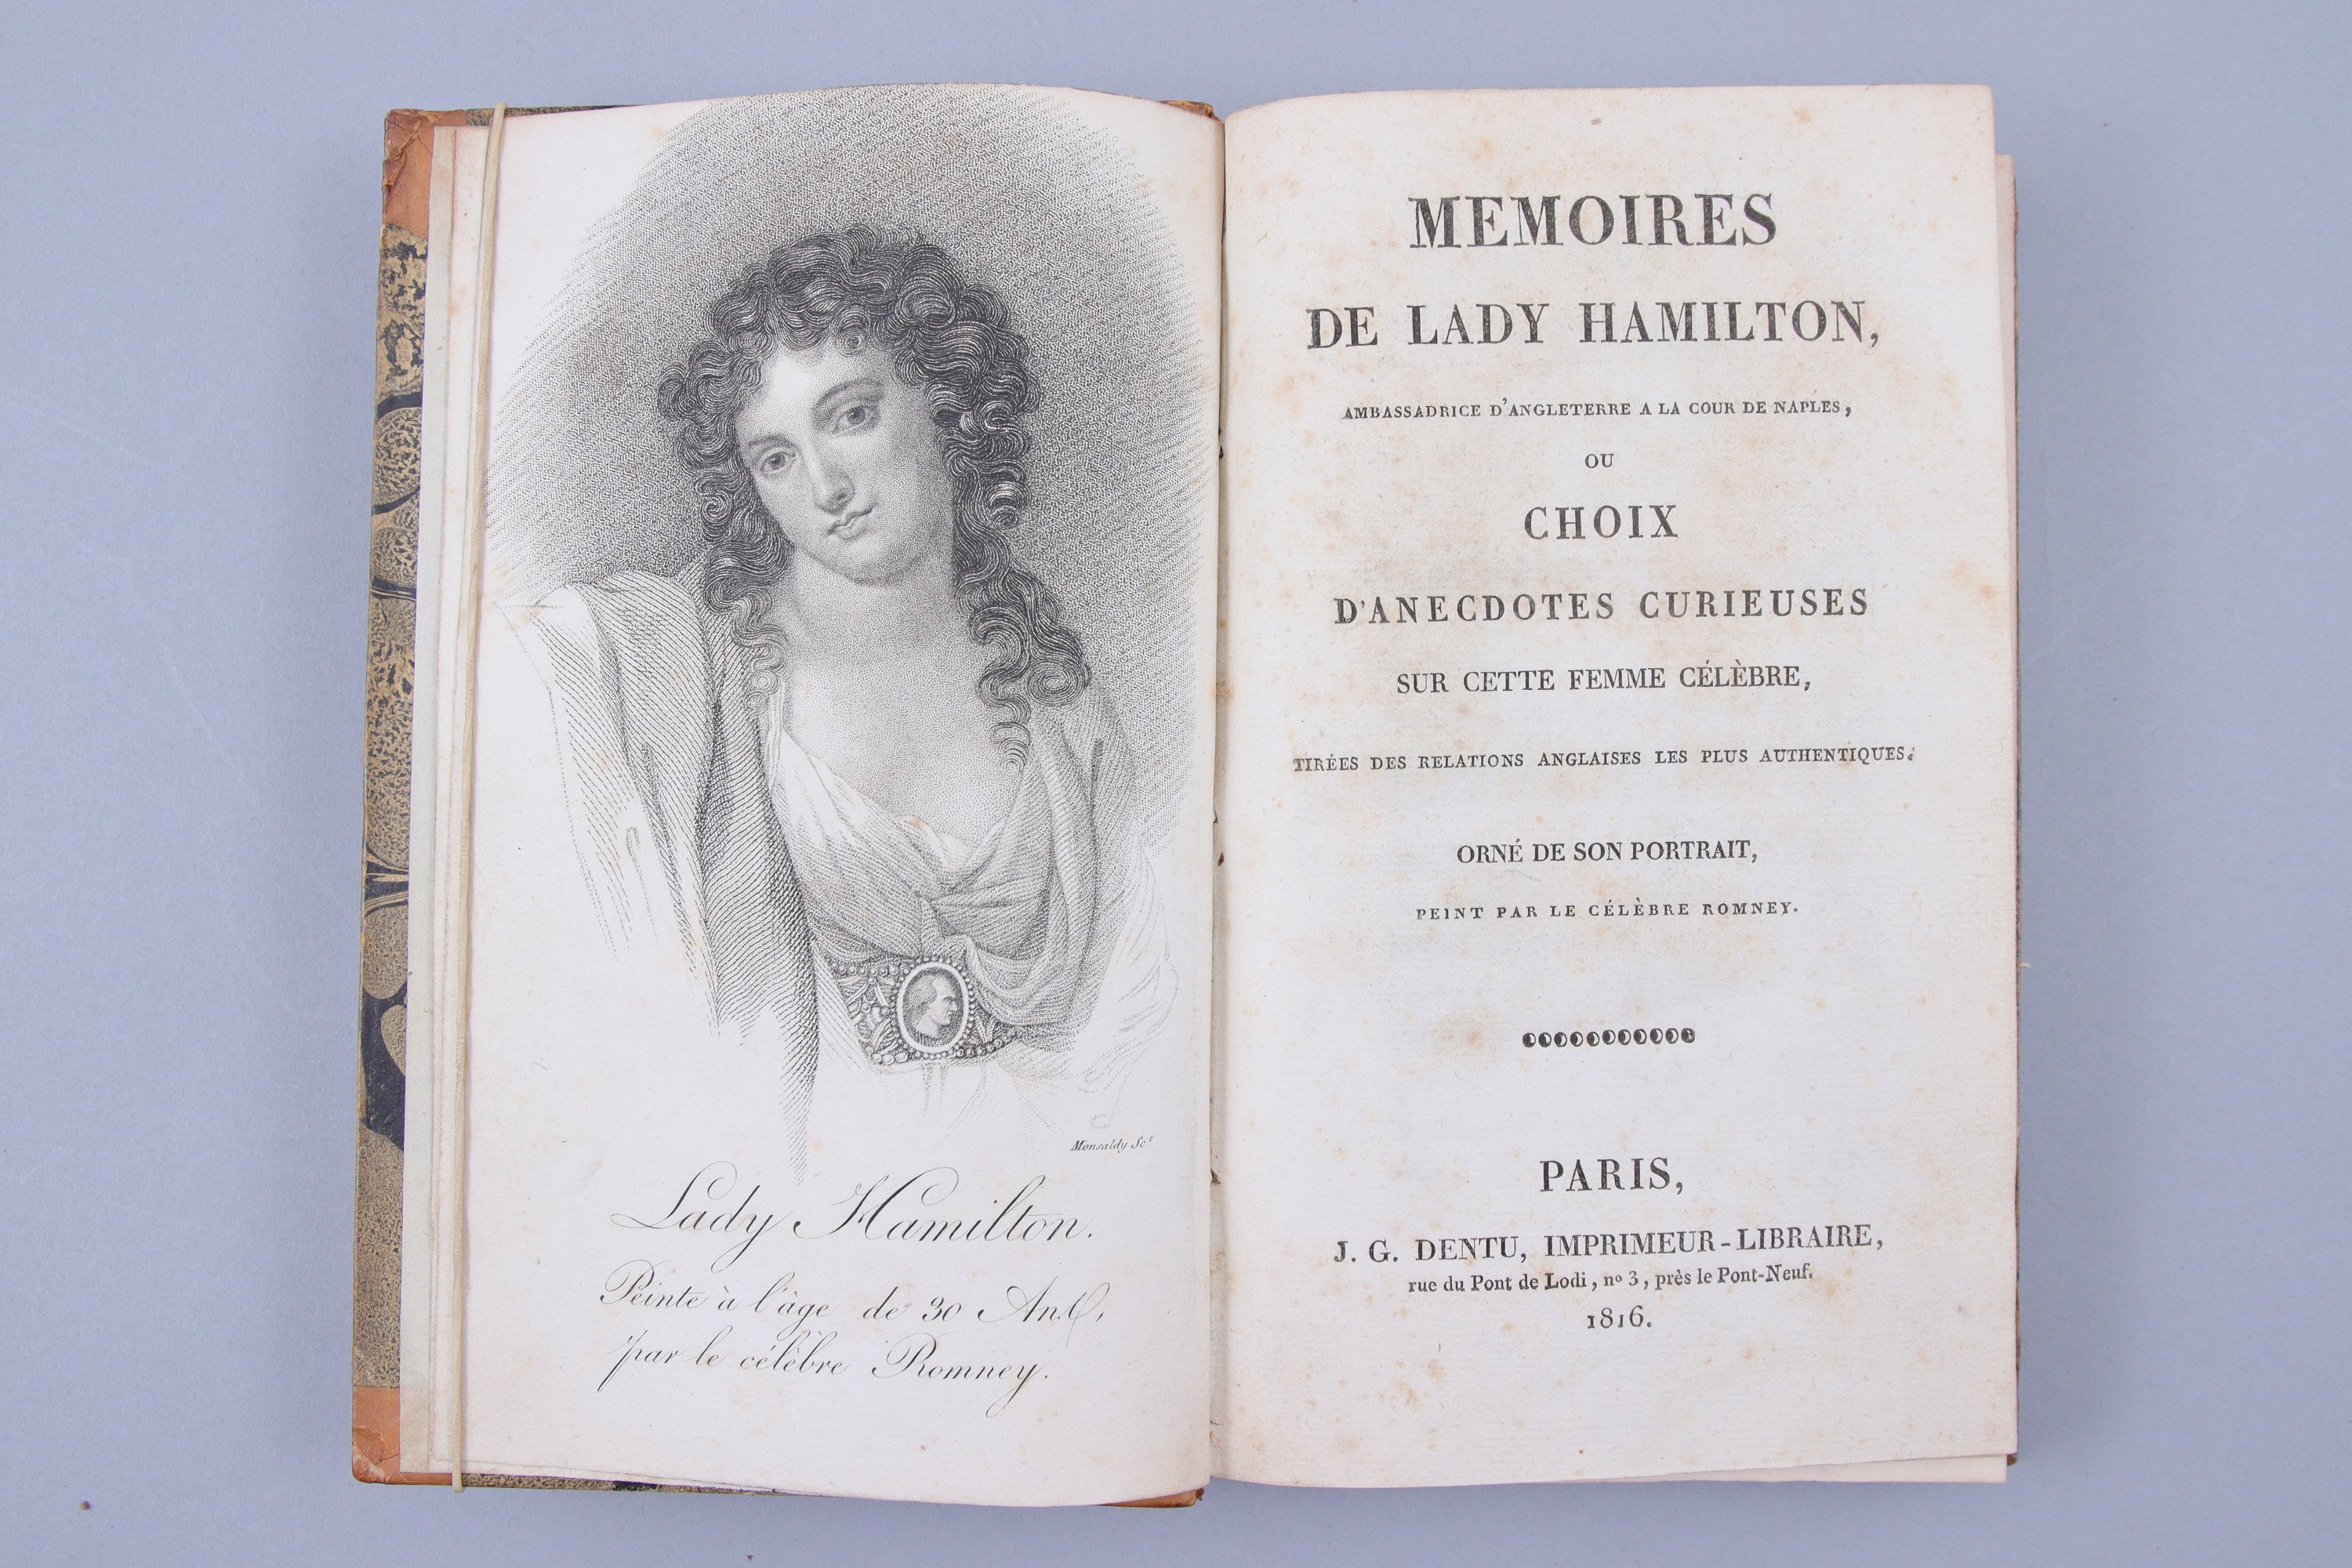 Monsaldy Sct
Lady Hamilton.
Peinte à l'âge de 30 Ans,
par le célèbre Romney.
MEMOIRES
DE LADY HAMILTON,
AMBASSADRICE D'ANGLETERRE A LA COUR DE NAPLES,
OU
CHOIX
D'ANECDOTES CURIEUSES
SUR CETTE FEMME CÉLÈBRE,
TIRÉES DES RELATIONS ANGLAISES LES PLUS AUTHENTIQUES.
ORNÉ DE SON PORTRAIT,
PEINT PAR LE CÉLÈBRE ROMNEY.
PARIS,
J. G. DENTU, IMPRIMEUR-LIBRAIRE,
rue du Pont de Lodi, no 3, près le Pont-Neuf.
1816.